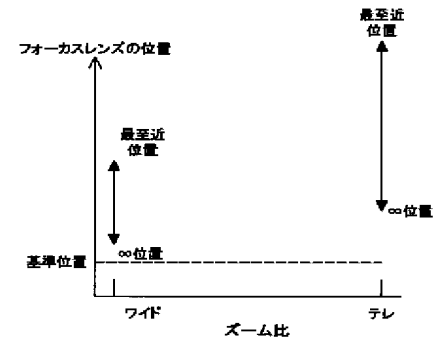 最至近
位置
フォーカスレンズの位置
最至近
位置
∞位置
∞位置
基準位置
ワイド
テレ
ズーム比